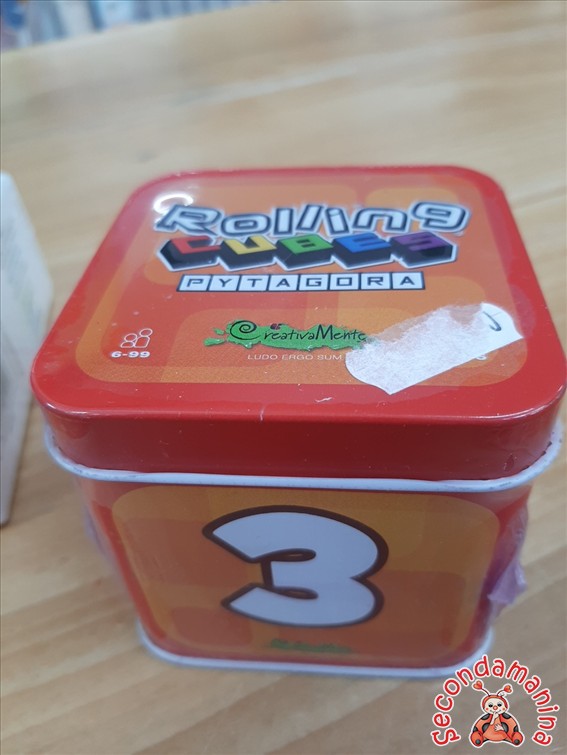 Rolling
CUBES
PYTAGORA
CreativaMente
LUDO ERGO SUM
6-99
3
Secondamanina